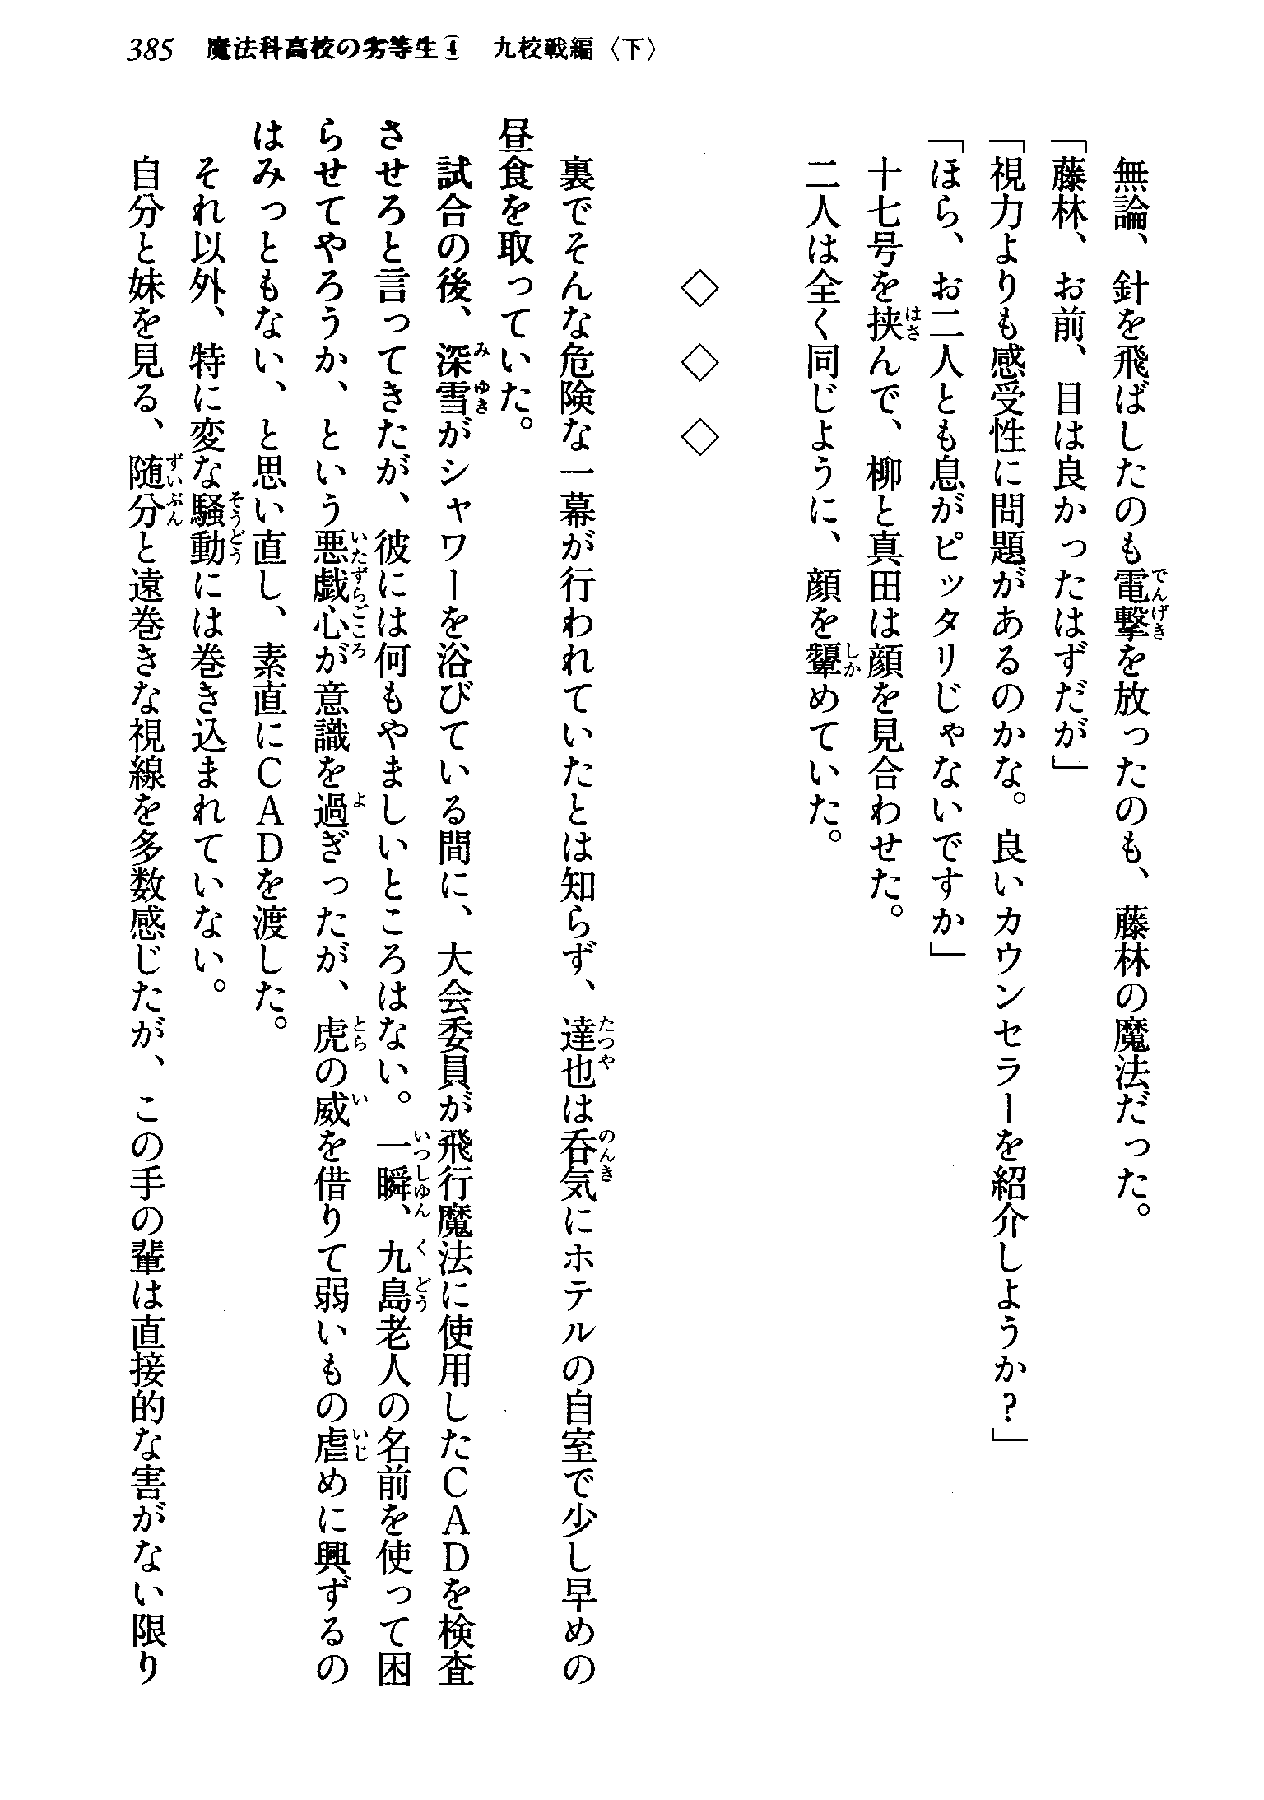 385　魔法科高校の劣等生④　九校戦編〈下〉
　無論、針を飛ばしたのも電撃を放ったのも、藤林の魔法だった。
「藤林、お前、目は良かったはずだが」
「視力よりも感受性に問題があるのかな。良いカウンセラーを紹介しようか？」
「ほら、お二人とも息がピッタリじゃないですか」
　十七号を挟んで、柳と真田は顔を見合わせた。
　二人は全く同じように、顔を顰めていた。
◇　◇　◇
　裏でそんな危険な一幕が行われていたとは知らず、達也は呑気にホテルの自室で少し早めの
昼食を取っていた。
　試合の後、深雪がシャワーを浴びている間に、大会委員が飛行魔法に使用したＣＡＤを検査
させろと言ってきたが、彼には何もやましいところはない。一瞬、九島老人の名前を使って困
らせてやろうか、という悪戯心が意識を過ぎったが、虎の威を借りて弱いもの虐めに興ずるの
はみっともない、と思い直し、素直にＣＡＤを渡した。
　それ以外、特に変な騒動には巻き込まれていない。
　自分と妹を見る、随分と遠巻きな視線を多数感じたが、この手の輩は直接的な害がない限り